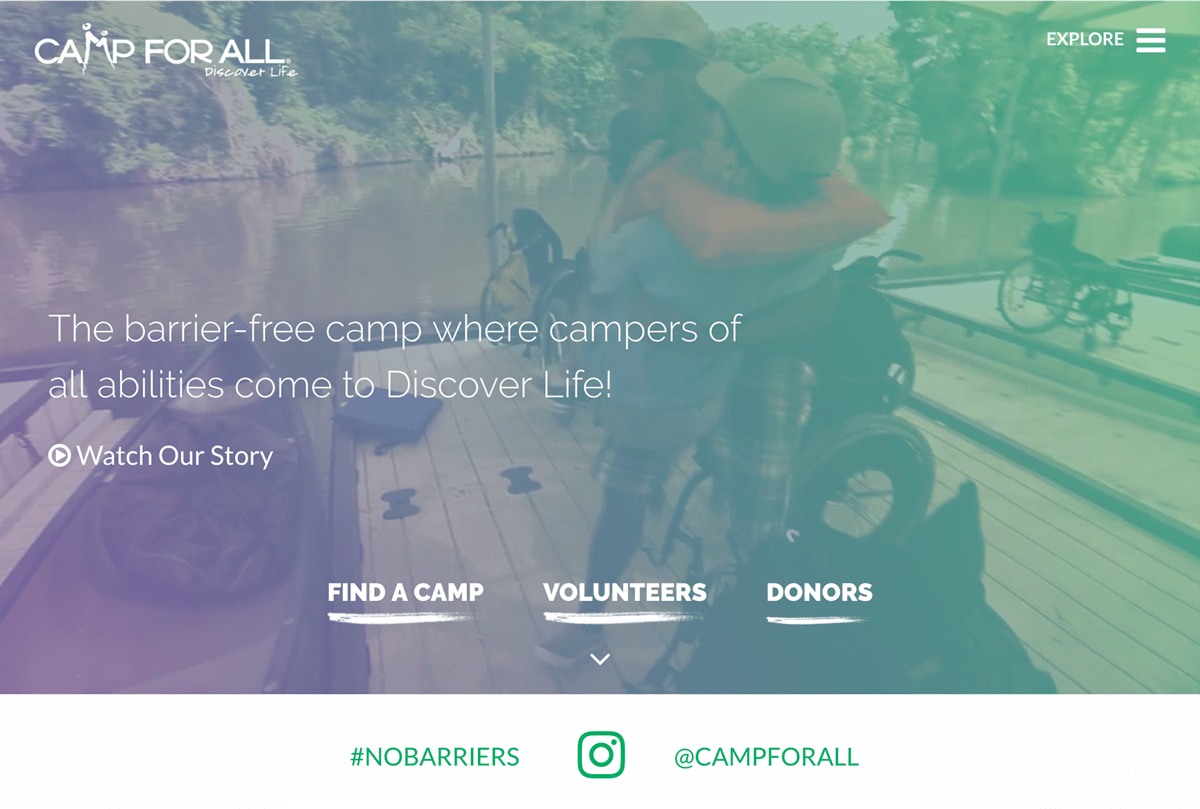 CAMP FOR ALL®
Discover Life
EXPLORE
The barrier-free camp where campers of
all abilities come to Discover Life!
Watch Our Story
FIND A CAMP
VOLUNTEERS
DONORS
#NOBARRIERS
@CAMPFORALL